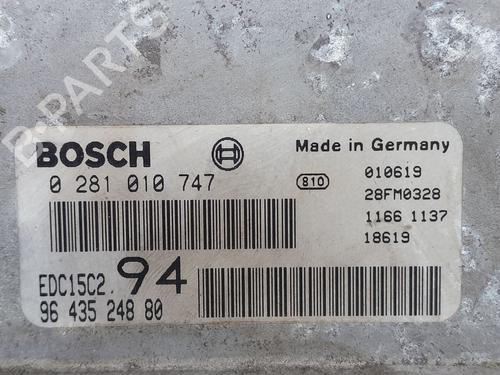 B-PARTS
BOSCH
Made in Germany
0 281 010 747
810
010619
28FM0328
1166 1137
18619
EDC15C2.
94
96 435 248 80